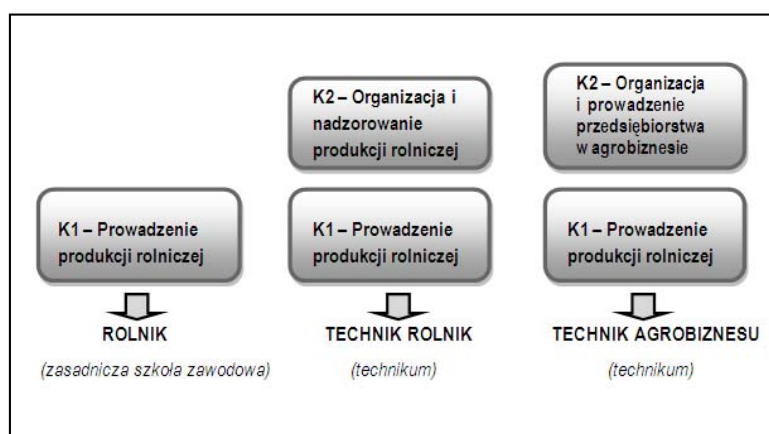 K2 – Organizacja i
nadzorowanie
produkcji rolniczej
K2 – Organizacja
i prowadzenie
przedsiębiorstwa
w agrobiznesie
K1 – Prowadzenie
produkcji rolniczej
K1 – Prowadzenie
produkcji rolniczej
K1 – Prowadzenie
produkcji rolniczej
ROLNIK
(zasadnicza szkoła zawodowa)
TECHNIK ROLNIK
(technikum)
TECHNIK AGROBIZNESU
(technikum)